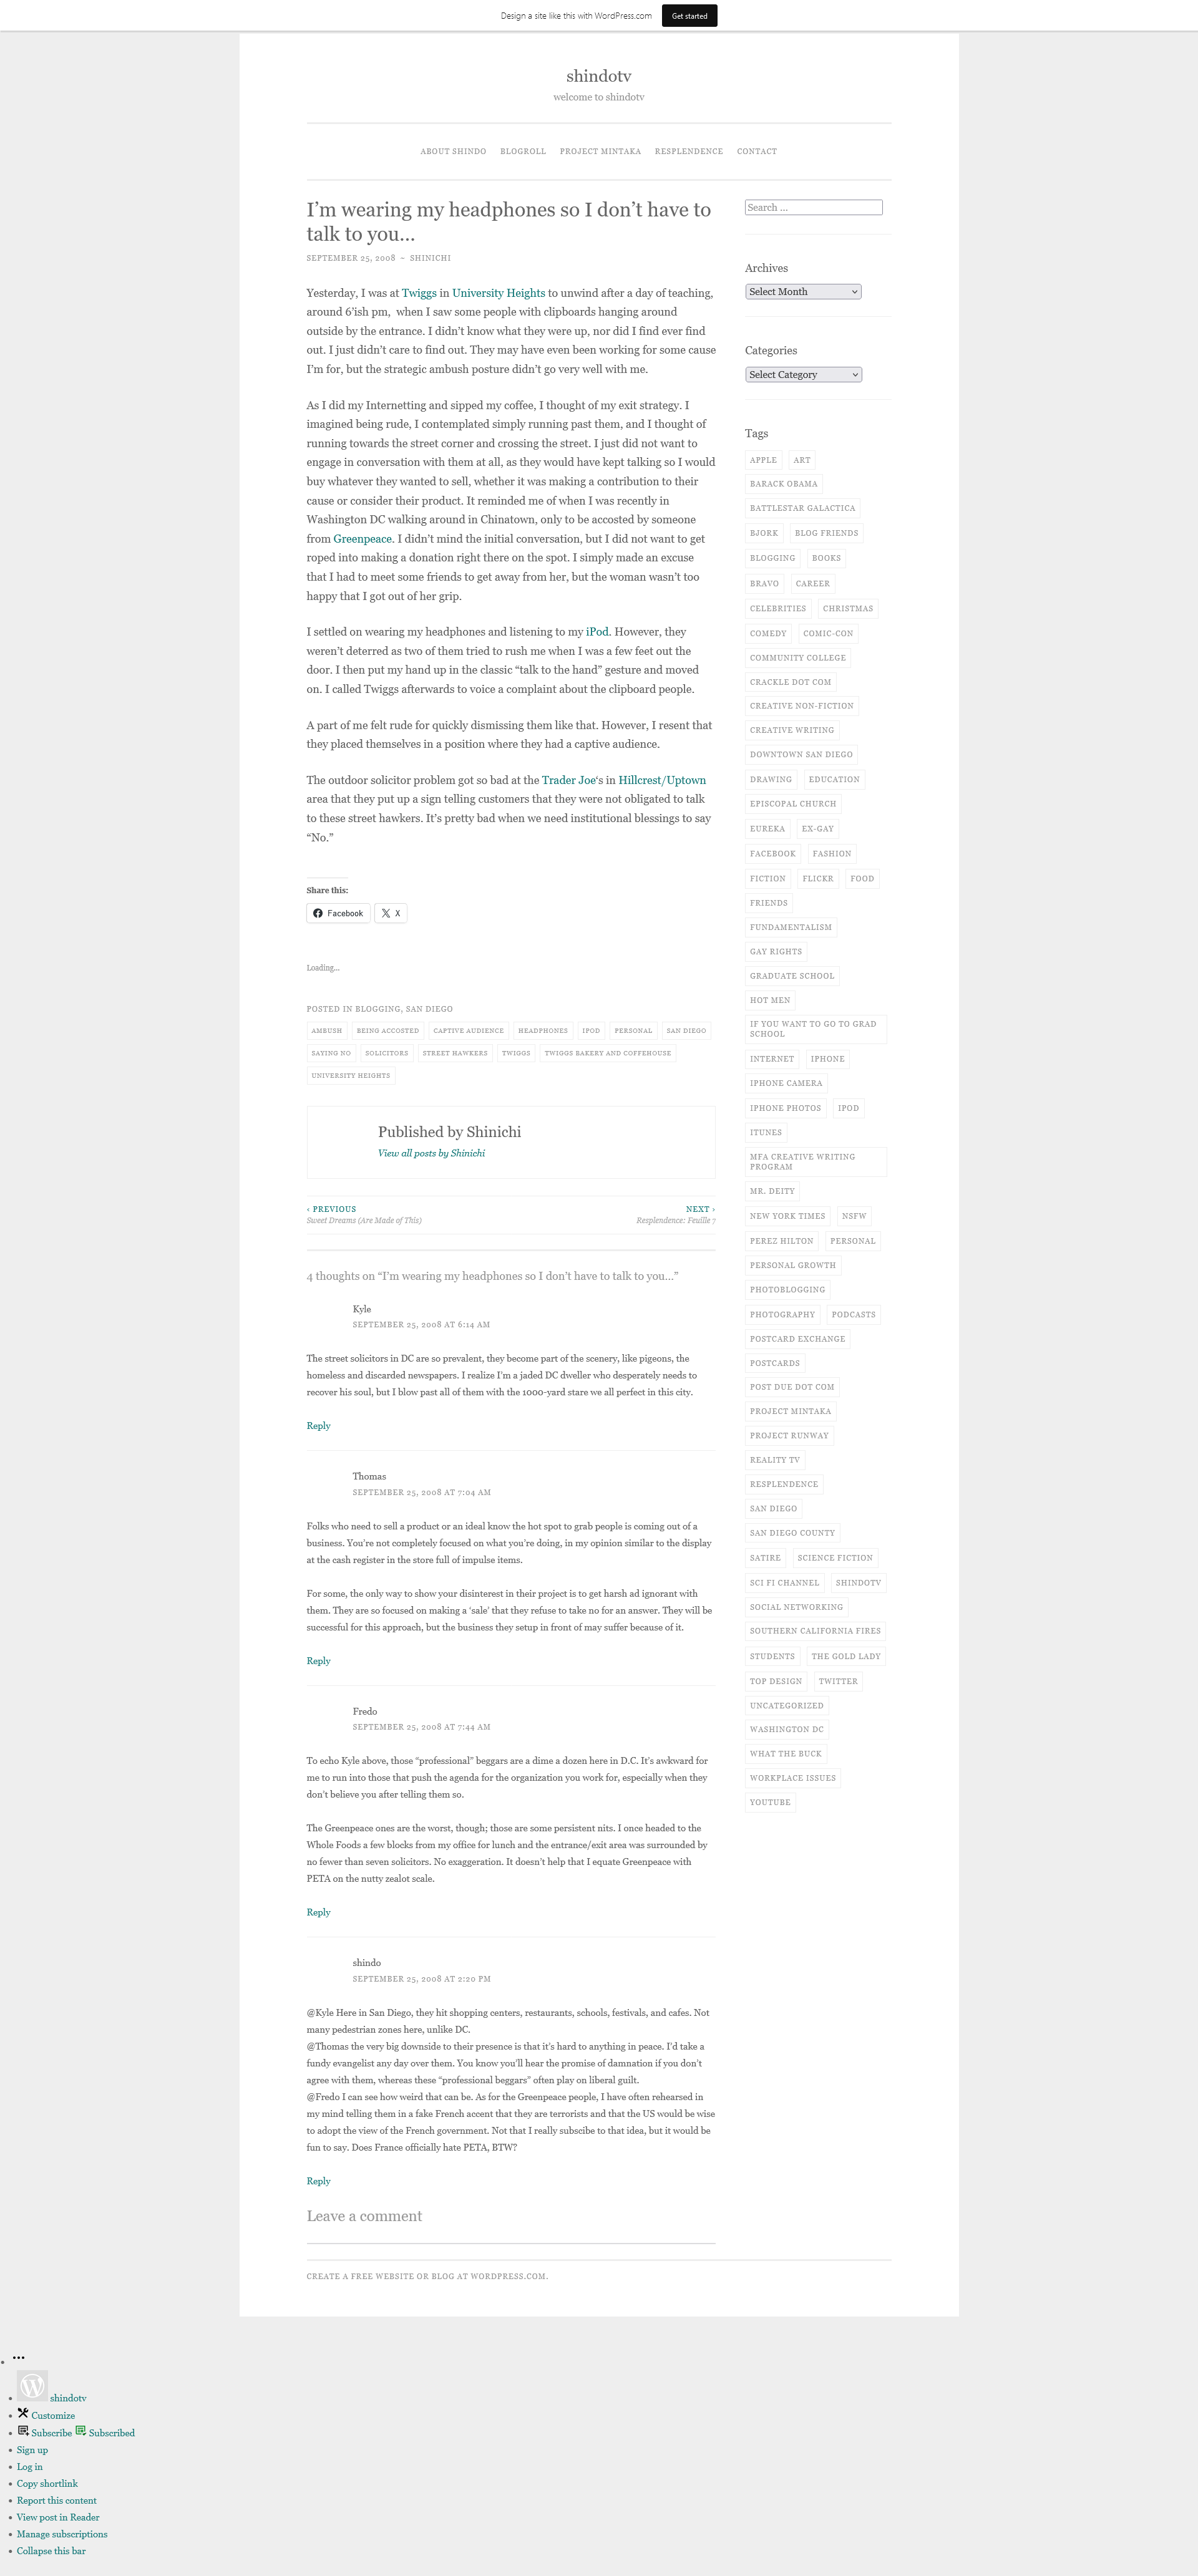 Design a site like this with WordPress.com
Get started
shindotv
welcome to shindotv
ABOUT SHINDO BLOGROLL PROJECT MINTAKA RESPLENDENCE CONTACT
I’m wearing my headphones so I don’t have to
talk to you…
SEPTEMBER 25, 2008 ~ SHINICHI
Yesterday, I was at Twiggs in University Heights to unwind after a day of teaching,
around 6’ish pm,  when I saw some people with clipboards hanging around
outside by the entrance. I didn’t know what they were up, nor did I find ever find
out. I just didn’t care to find out. They may have even been working for some cause
I’m for, but the strategic ambush posture didn’t go very well with me.
As I did my Internetting and sipped my coffee, I thought of my exit strategy. I
imagined being rude, I contemplated simply running past them, and I thought of
running towards the street corner and crossing the street. I just did not want to
engage in conversation with them at all, as they would have kept talking so I would
buy whatever they wanted to sell, whether it was making a contribution to their
cause or consider their product. It reminded me of when I was recently in
Washington DC walking around in Chinatown, only to be accosted by someone
from Greenpeace. I didn’t mind the initial conversation, but I did not want to get
roped into making a donation right there on the spot. I simply made an excuse
that I had to meet some friends to get away from her, but the woman wasn’t too
happy that I got out of her grip.
I settled on wearing my headphones and listening to my iPod. However, they
weren’t deterred as two of them tried to rush me when I was a few feet out the
door. I then put my hand up in the classic “talk to the hand” gesture and moved
on. I called Twiggs afterwards to voice a complaint about the clipboard people.
A part of me felt rude for quickly dismissing them like that. However, I resent that
they placed themselves in a position where they had a captive audience.
The outdoor solicitor problem got so bad at the Trader Joe‘s in Hillcrest/Uptown
area that they put up a sign telling customers that they were not obligated to talk
to these street hawkers. It’s pretty bad when we need institutional blessings to say
“No.”
Share this:
Facebook X
Loading...
POSTED IN BLOGGING, SAN DIEGO
AMBUSH BEING ACCOSTED CAPTIVE AUDIENCE HEADPHONES IPOD PERSONAL SAN DIEGO
SAYING NO SOLICITORS STREET HAWKERS TWIGGS TWIGGS BAKERY AND COFFEHOUSE
UNIVERSITY HEIGHTS
Published by Shinichi
View all posts by Shinichi
‹ PREVIOUS
Sweet Dreams (Are Made of This)
NEXT ›
Resplendence: Feuille 7
4 thoughts on “I’m wearing my headphones so I don’t have to talk to you…”
Kyle
SEPTEMBER 25, 2008 AT 6:14 AM
The street solicitors in DC are so prevalent, they become part of the scenery, like pigeons, the
homeless and discarded newspapers. I realize I’m a jaded DC dweller who desperately needs to
recover his soul, but I blow past all of them with the 1000-yard stare we all perfect in this city.
Reply
Thomas
SEPTEMBER 25, 2008 AT 7:04 AM
Folks who need to sell a product or an ideal know the hot spot to grab people is coming out of a
business. You’re not completely focused on what you’re doing, in my opinion similar to the display
at the cash register in the store full of impulse items.
For some, the only way to show your disinterest in their project is to get harsh ad ignorant with
them. They are so focused on making a ‘sale’ that they refuse to take no for an answer. They will be
successful for this approach, but the business they setup in front of may suffer because of it.
Reply
Fredo
SEPTEMBER 25, 2008 AT 7:44 AM
To echo Kyle above, those “professional” beggars are a dime a dozen here in D.C. It’s awkward for
me to run into those that push the agenda for the organization you work for, especially when they
don’t believe you after telling them so.
The Greenpeace ones are the worst, though; those are some persistent nits. I once headed to the
Whole Foods a few blocks from my office for lunch and the entrance/exit area was surrounded by
no fewer than seven solicitors. No exaggeration. It doesn’t help that I equate Greenpeace with
PETA on the nutty zealot scale.
Reply
shindo
SEPTEMBER 25, 2008 AT 2:20 PM
@Kyle Here in San Diego, they hit shopping centers, restaurants, schools, festivals, and cafes. Not
many pedestrian zones here, unlike DC.
@Thomas the very big downside to their presence is that it’s hard to anything in peace. I’d take a
fundy evangelist any day over them. You know you’ll hear the promise of damnation if you don’t
agree with them, whereas these “professional beggars” often play on liberal guilt.
@Fredo I can see how weird that can be. As for the Greenpeace people, I have often rehearsed in
my mind telling them in a fake French accent that they are terrorists and that the US would be wise
to adopt the view of the French government. Not that I really subscibe to that idea, but it would be
fun to say. Does France officially hate PETA, BTW?
Reply
Leave a comment
Search …
Archives
Select Month
Categories
Select Category
Tags
APPLE ART
BARACK OBAMA
BATTLESTAR GALACTICA
BJORK BLOG FRIENDS
BLOGGING BOOKS
BRAVO CAREER
CELEBRITIES CHRISTMAS
COMEDY COMIC-CON
COMMUNITY COLLEGE
CRACKLE DOT COM
CREATIVE NON-FICTION
CREATIVE WRITING
DOWNTOWN SAN DIEGO
DRAWING EDUCATION
EPISCOPAL CHURCH
EUREKA EX-GAY
FACEBOOK FASHION
FICTION FLICKR FOOD
FRIENDS
FUNDAMENTALISM
GAY RIGHTS
GRADUATE SCHOOL
HOT MEN
IF YOU WANT TO GO TO GRAD
SCHOOL
INTERNET IPHONE
IPHONE CAMERA
IPHONE PHOTOS IPOD
ITUNES
MFA CREATIVE WRITING
PROGRAM
MR. DEITY
NEW YORK TIMES NSFW
PEREZ HILTON PERSONAL
PERSONAL GROWTH
PHOTOBLOGGING
PHOTOGRAPHY PODCASTS
POSTCARD EXCHANGE
POSTCARDS
POST DUE DOT COM
PROJECT MINTAKA
PROJECT RUNWAY
REALITY TV
RESPLENDENCE
SAN DIEGO
SAN DIEGO COUNTY
SATIRE SCIENCE FICTION
SCI FI CHANNEL SHINDOTV
SOCIAL NETWORKING
SOUTHERN CALIFORNIA FIRES
STUDENTS THE GOLD LADY
TOP DESIGN TWITTER
UNCATEGORIZED
WASHINGTON DC
WHAT THE BUCK
WORKPLACE ISSUES
YOUTUBE
CREATE A FREE WEBSITE OR BLOG AT WORDPRESS.COM.
shindotv
Customize
Subscribe Subscribed
Sign up
Log in
Copy shortlink
Report this content
View post in Reader
Manage subscriptions
Collapse this bar